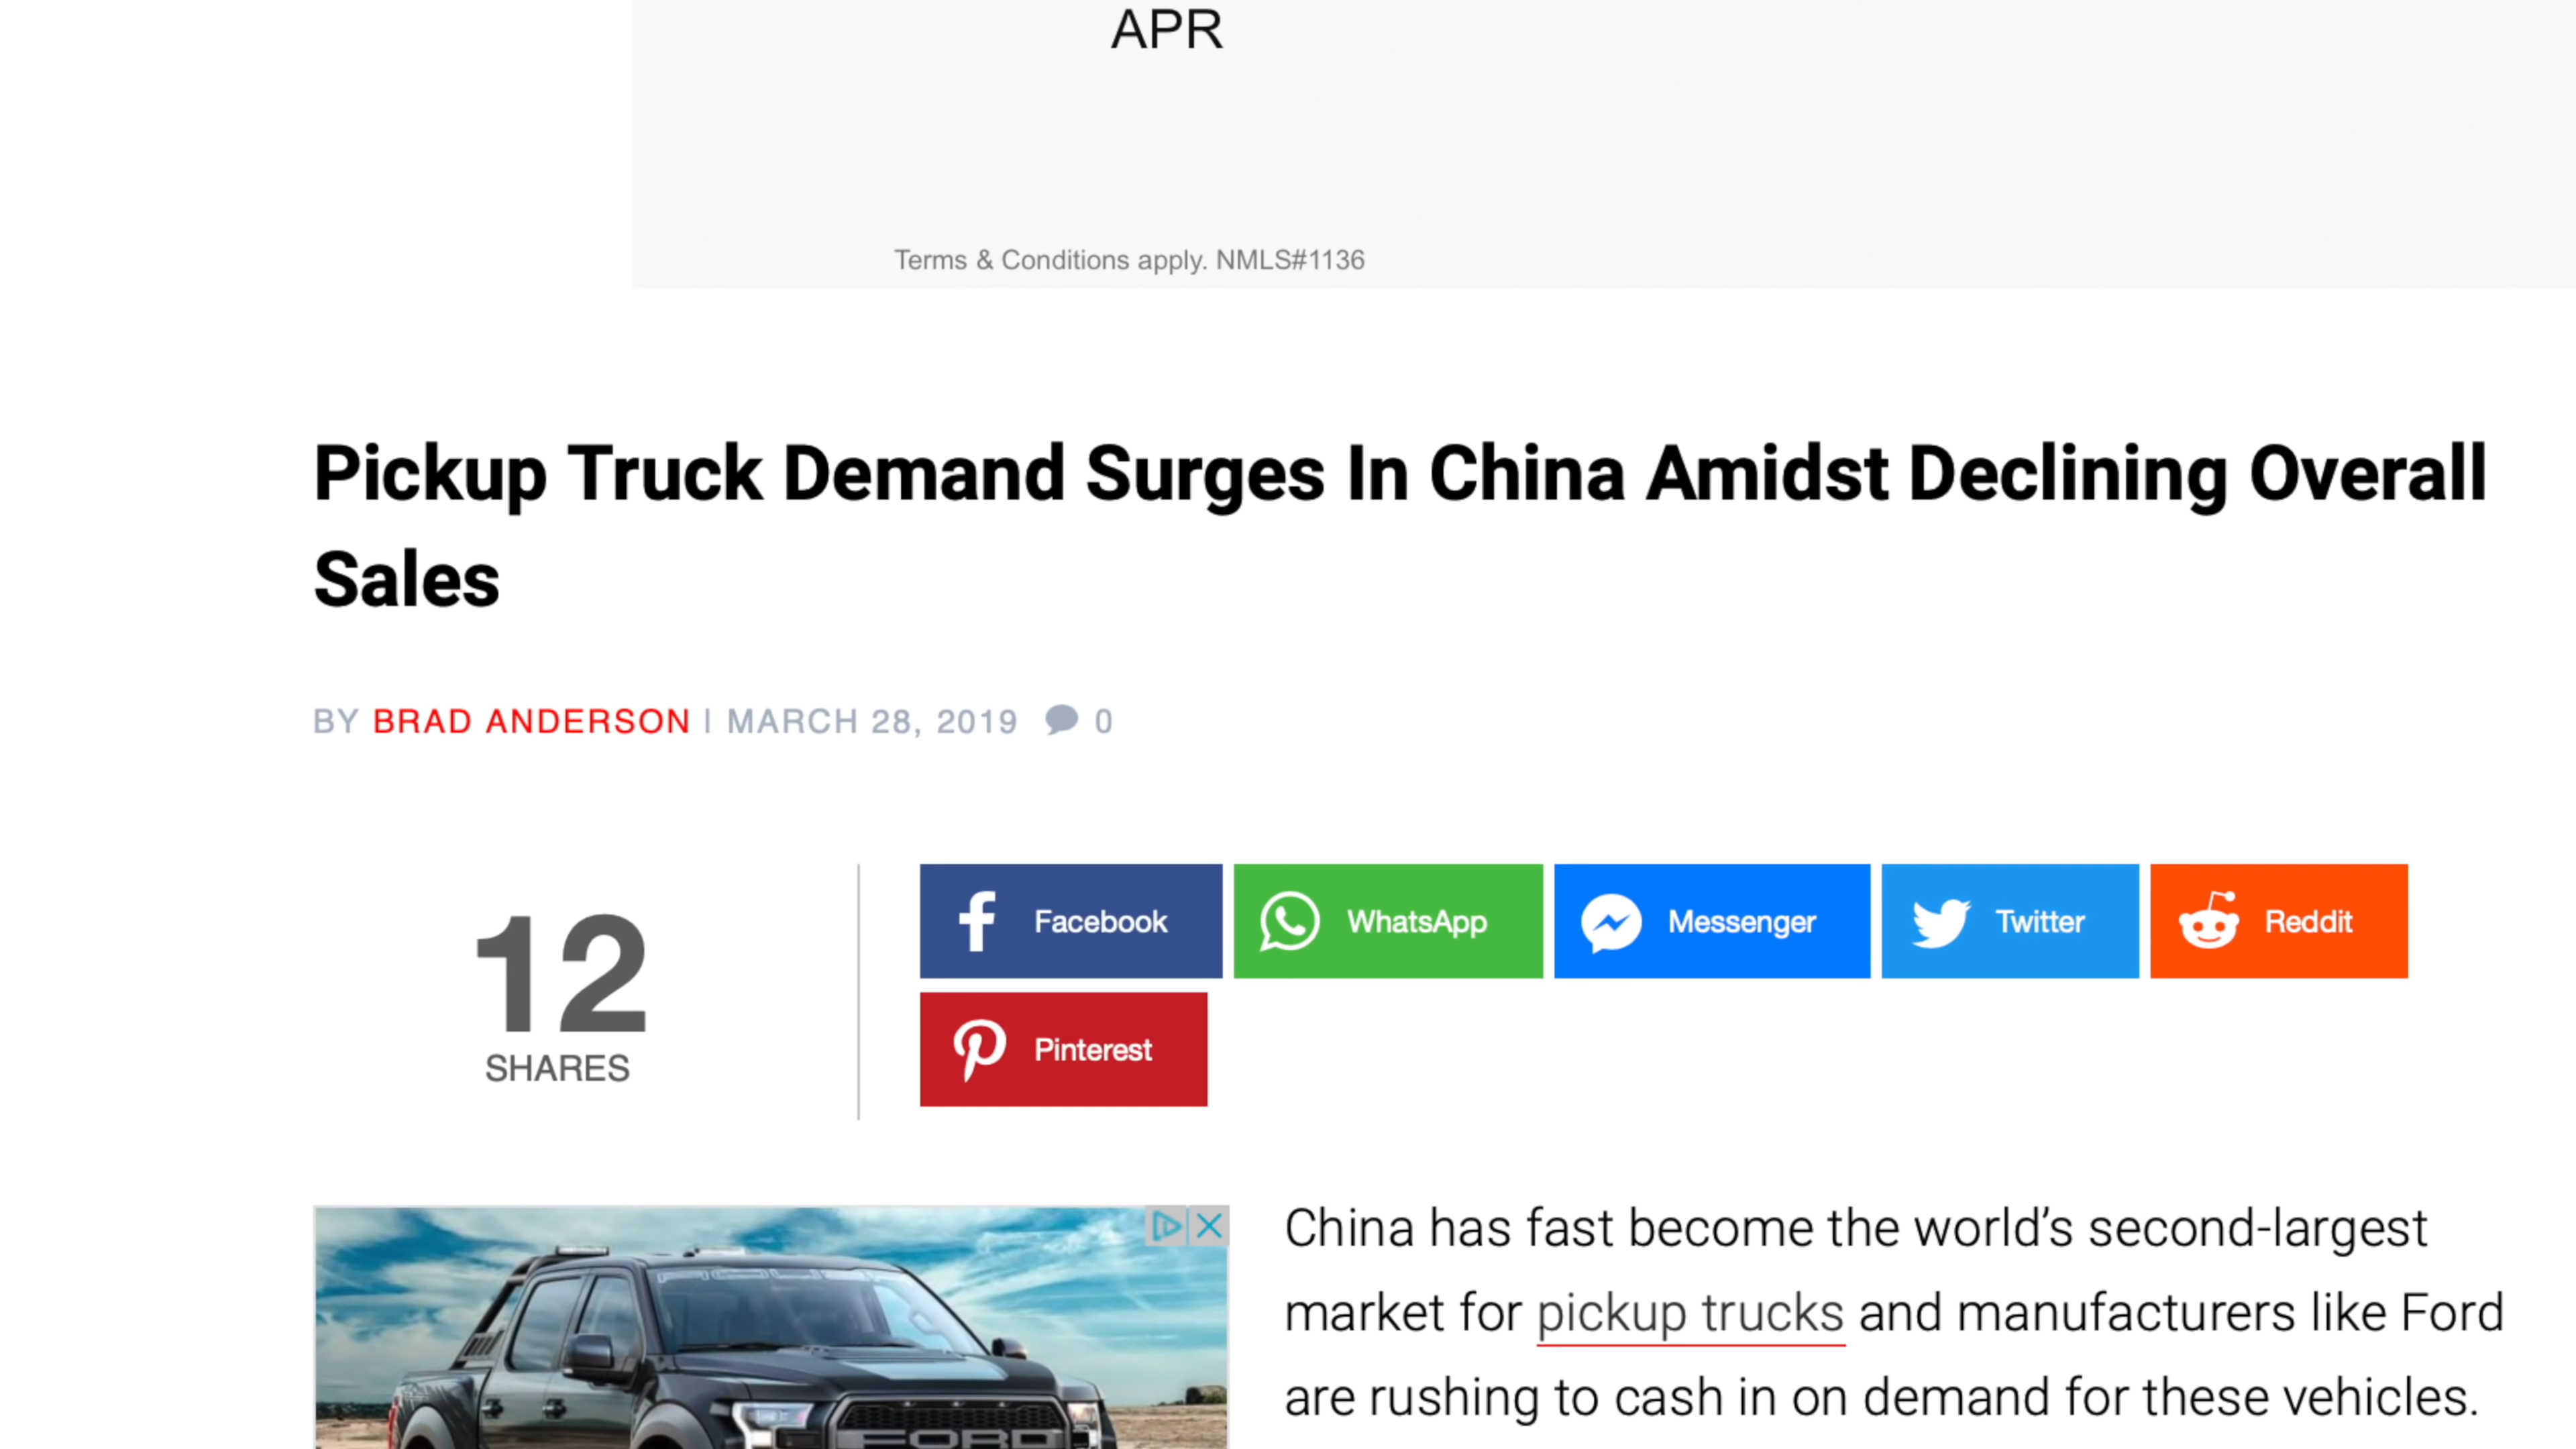 APR
Terms & Conditions apply. NMLS#1136
Pickup Truck Demand Surges In China Amidst Declining Overall
Sales
BY BRAD ANDERSON | MARCH 28, 2019 0
12
SHARES
Facebook
WhatsApp
Messenger
Twitter
Reddit
Pinterest
China has fast become the world’s second-largest
market for pickup trucks and manufacturers like Ford
are rushing to cash in on demand for these vehicles.
FORD